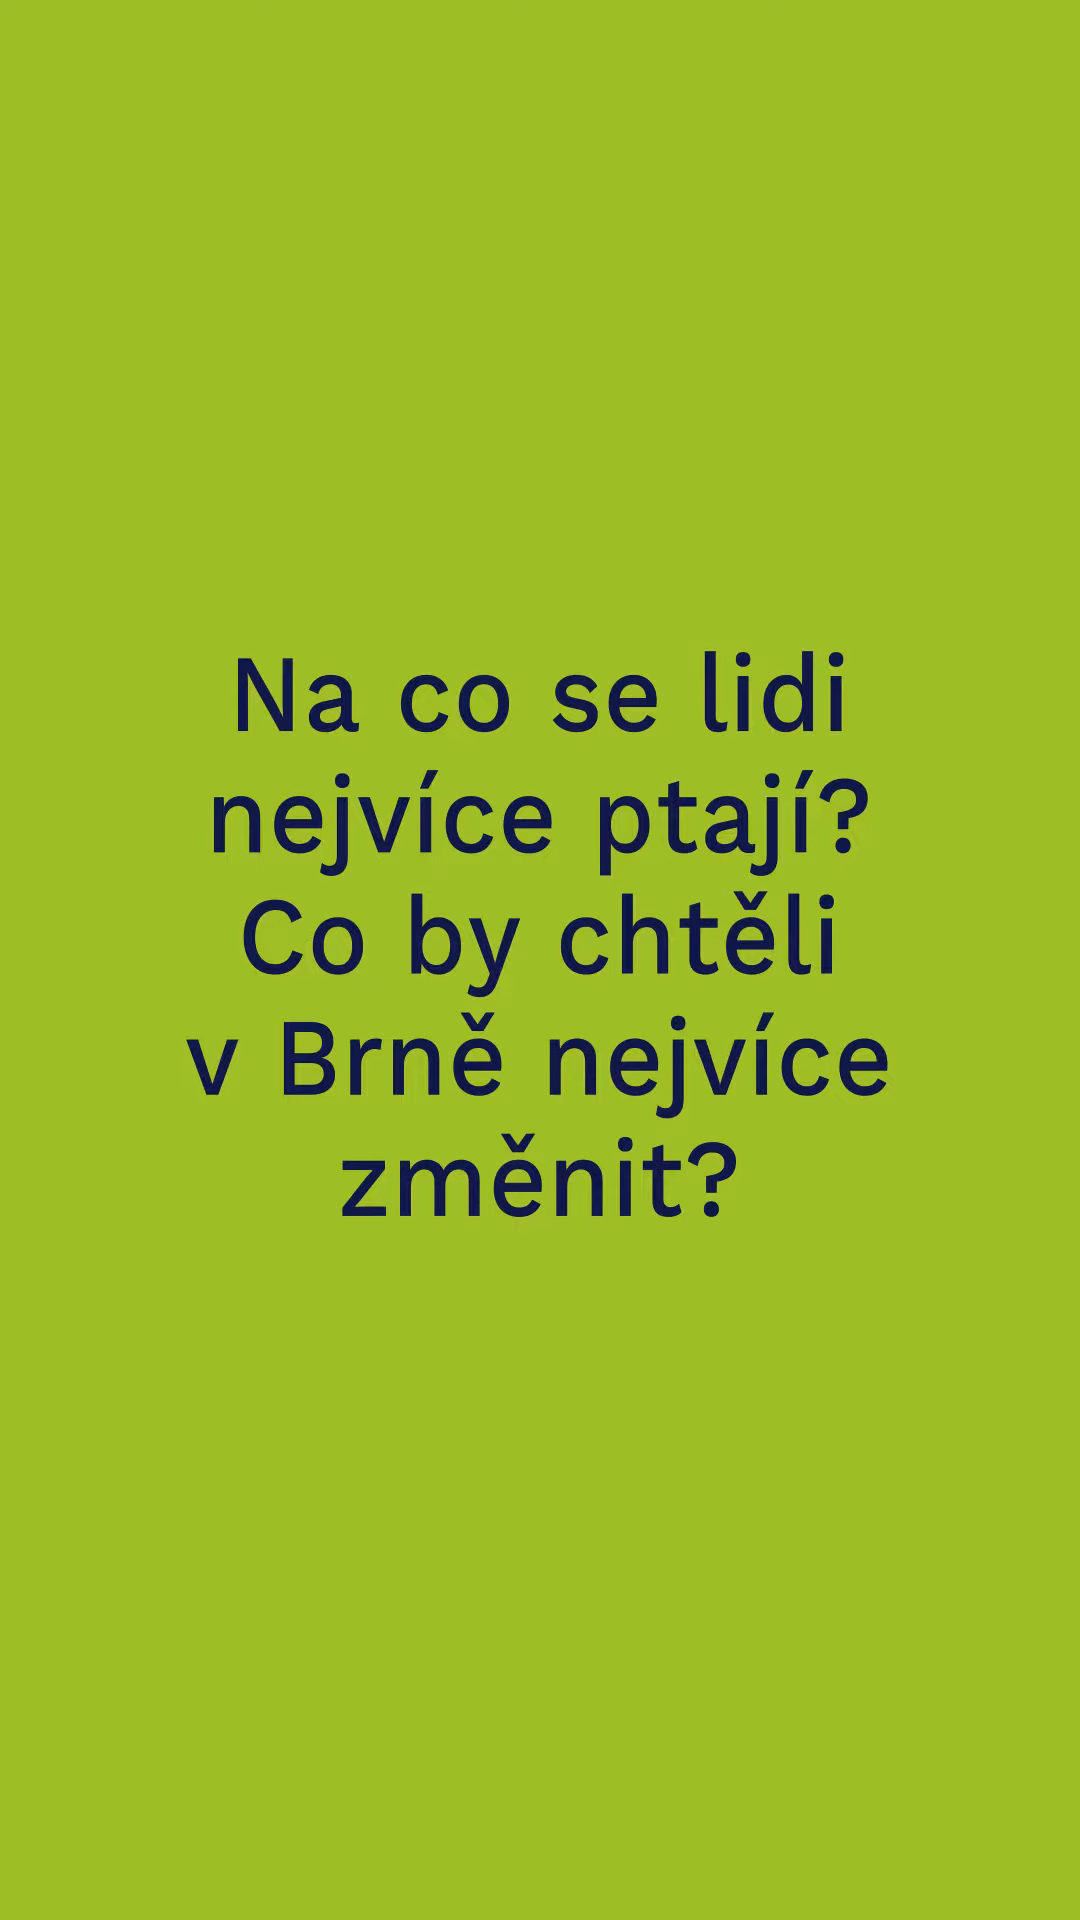 Na co se lidi
nejvíce ptají?
Co by chtěli
v Brně nejvíce
změnit?